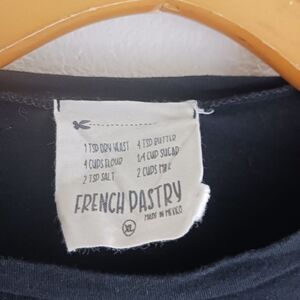 1 TSP DRY YEAST 4 TSP BUTTER
4 CUPS FLOUR 1/4 CUP SUGAR
2 TSP SALT 2 CUPS MILK
FRENCH PASTRY
MADE IN MEXICO
XL